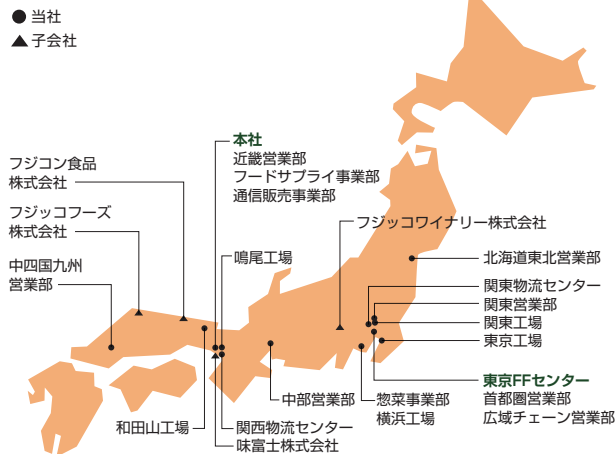 ● 当社
▲ 子会社
本社
近畿営業部
フードサプライ事業部
通信販売事業部
フジコン食品
株式会社
フジッコフーズ
株式会社
中四国九州
営業部
鳴尾工場
フジッコワイナリー株式会社
北海道東北営業部
関東物流センター
関東営業部
関東工場
東京工場
東京FFセンター
首都圏営業部
広域チェーン営業部
惣菜事業部
横浜工場
中部営業部
和田山工場
関西物流センター
味富士株式会社